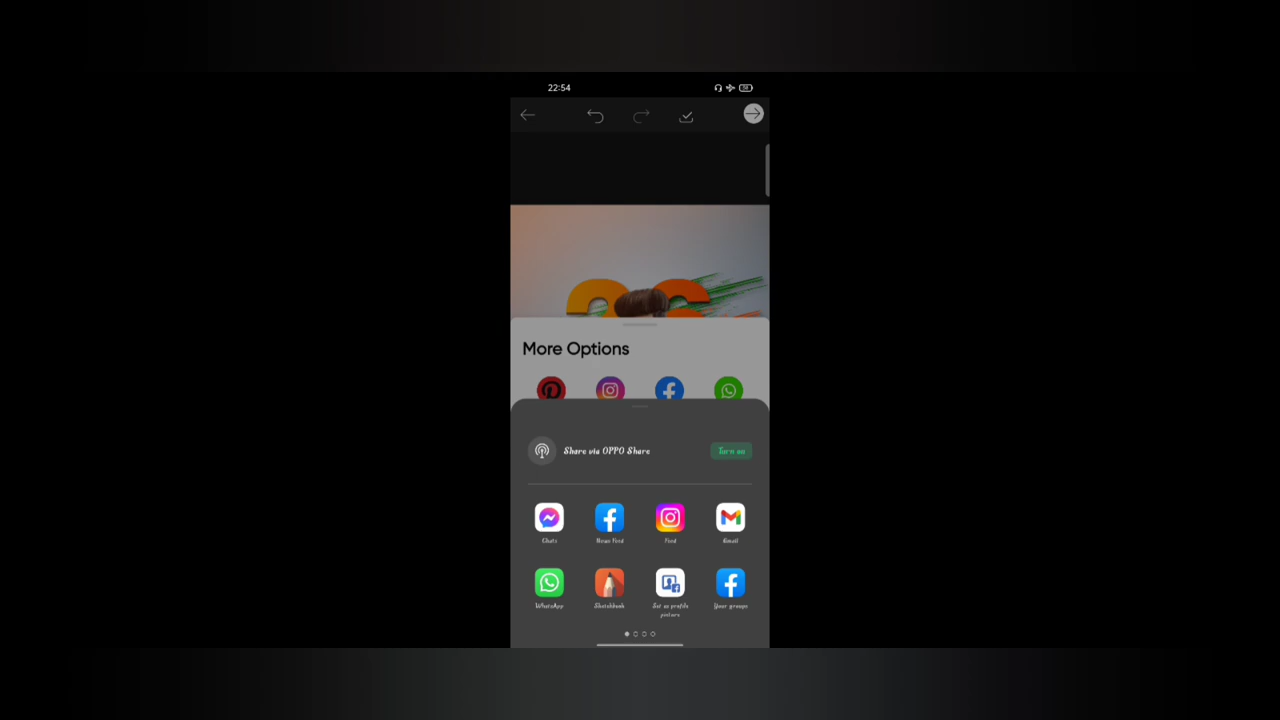 22:54
26
More Options
Share via OPPO Share
Turn on
Chats
News Feed
Feed
Gmail
WhatsApp
Sketchbook
Set as profile
picture
Your groups